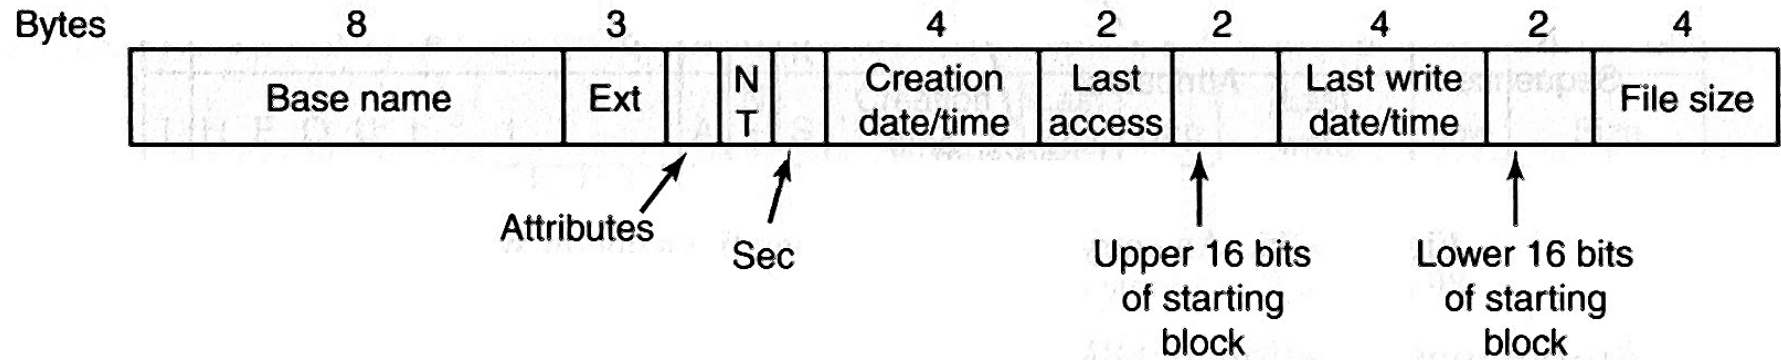 Bytes 8 3 4 2 2 4 2 4
Base name Ext N T Creation date/time Last access Last write date/time File size
Attributes
Sec
Upper 16 bits
of starting
block
Lower 16 bits
of starting
block